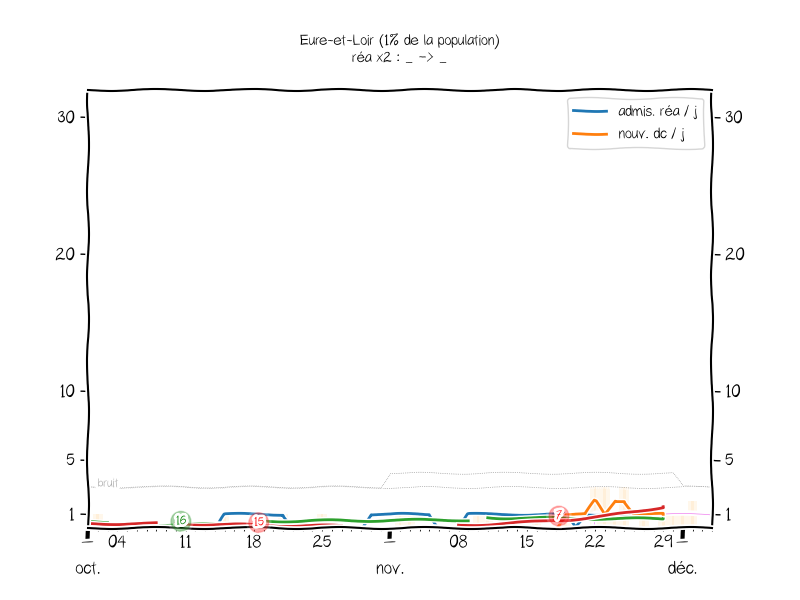 Eure-et-Loir (1% de la population)
réa x2 : _ -> _
admis. réa / j
nouv. dc / j
30
30
20
20
10
10
5
5
bruit
1
1
16
15
7
04
11
18
25
08
15
22
29
oct.
nov.
déc.